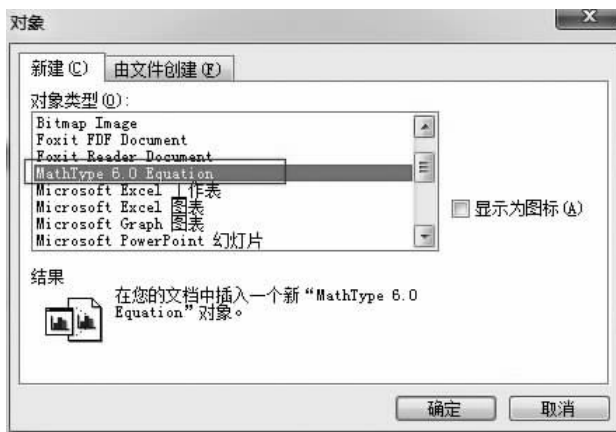 对象
新建(C)
由文件创建(F)
对象类型(O):
Bitmap Image
Foxit FDF Document
Foxit Reader Document
MathType 6.0 Equation
Microsoft Excel 工作表
Microsoft Excel 图表
Microsoft Graph 图表
Microsoft PowerPoint 幻灯片
显示为图标(A)
结果
在您的文档中插入一个新“MathType 6.0
Equation”对象。
确定
取消